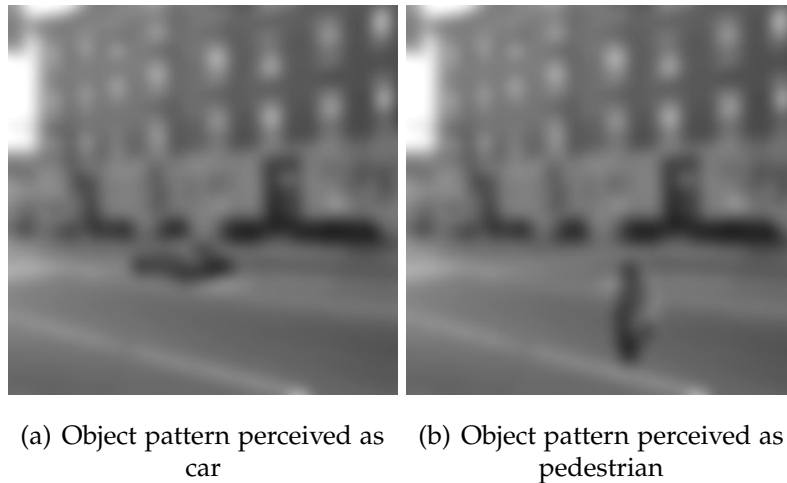 (a) Object pattern perceived as
car
(b) Object pattern perceived as
pedestrian